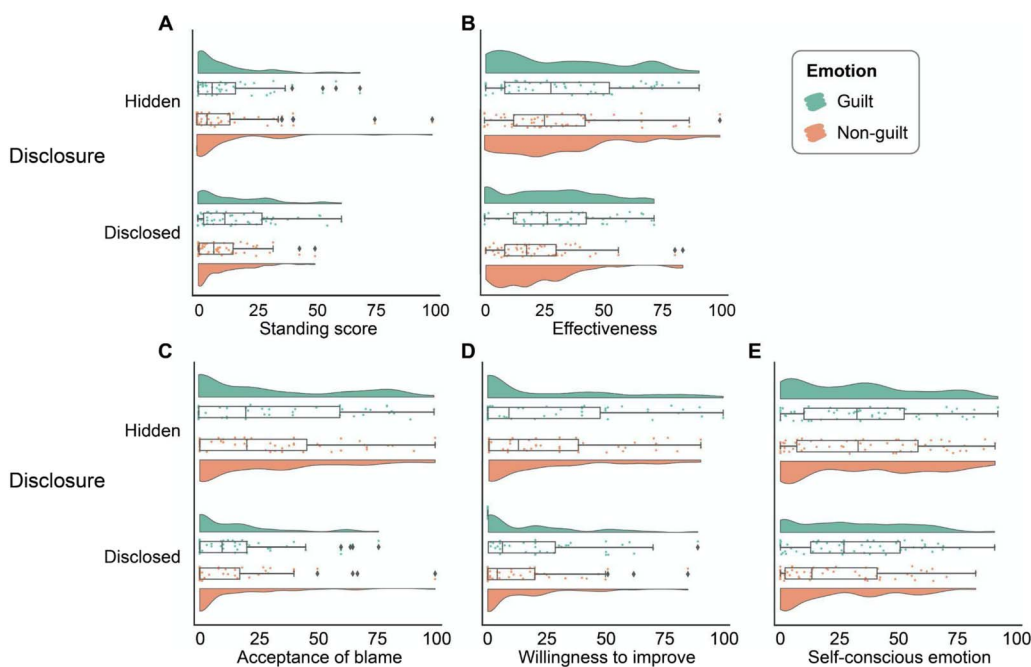 A
B
Emotion
Guilt
Non-guilt
Hidden
Disclosure
Disclosed
0 25 50 75 100
Standing score
0 25 50 75 100
Effectiveness
C
D
E
Hidden
Disclosure
Disclosed
0 25 50 75 100
Acceptance of blame
0 25 50 75 100
Willingness to improve
0 25 50 75 100
Self-conscious emotion